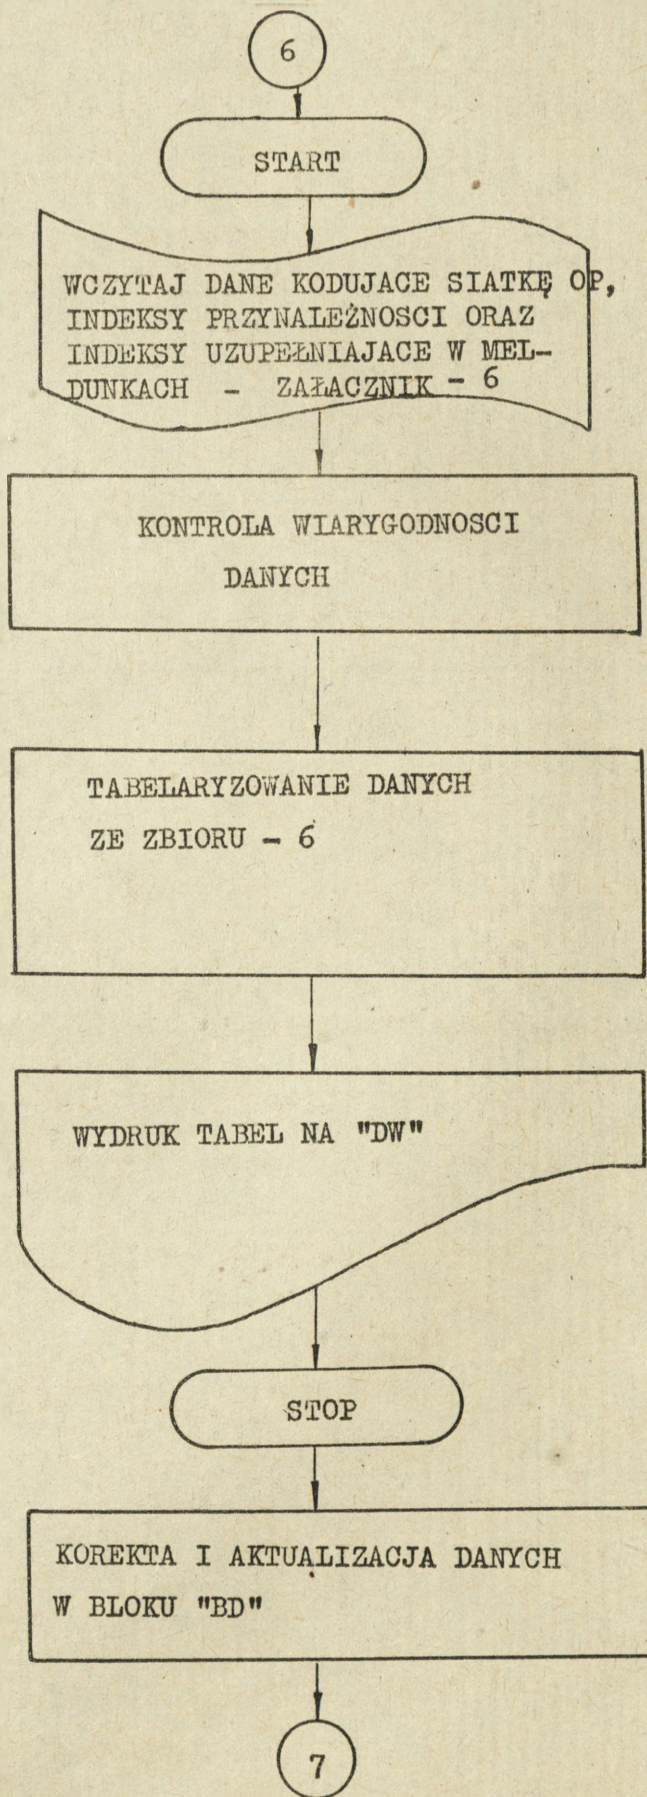 6
START
WCZYTAJ DANE KODUJACE SIATKĘ OP,
INDEKSY PRZYNALEŻNOSCI ORAZ
INDEKSY UZUPEŁNIAJACE W MEL-
DUNKACH - ZAŁACZNIK - 6
KONTROLA WIARYGODNOSCI
DANYCH
TABELARYZOWANIE DANYCH
ZE ZBIORU - 6
WYDRUK TABEL NA "DW"
STOP
KOREKTA I AKTUALIZACJA DANYCH
W BLOKU "BD"
7